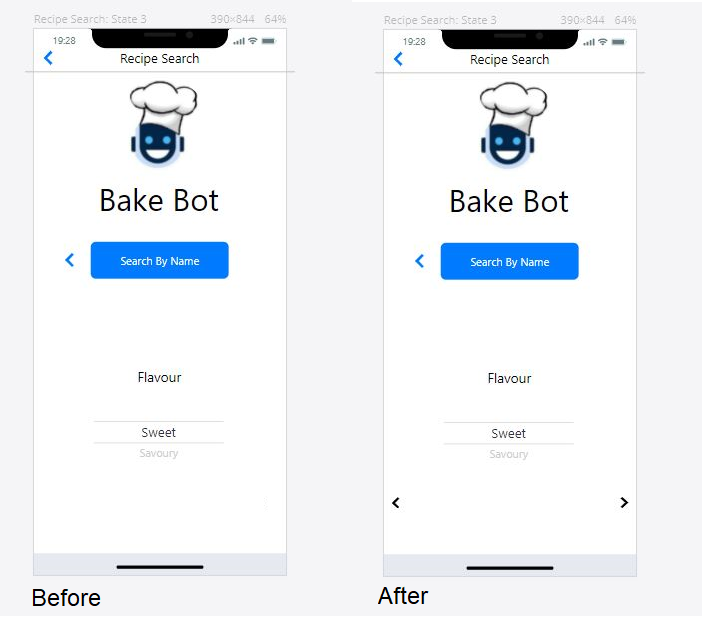 Recipe Search: State 3 390×844 64%
19:28
Recipe Search
Bake Bot
Search By Name
Flavour
Sweet
Savoury
Before
Recipe Search: State 3 390×844 64%
19:28
Recipe Search
Bake Bot
Search By Name
Flavour
Sweet
Savoury
After